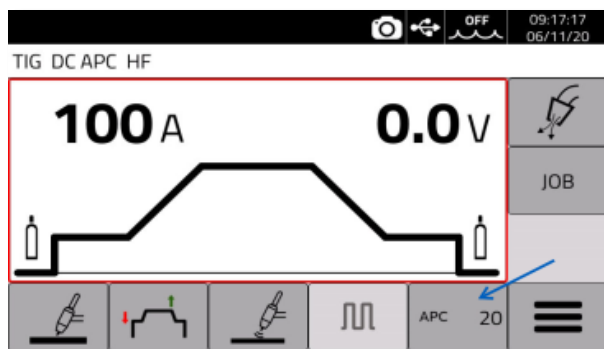 OFF
09:17:17
06/11/20
TIG DC APC HF
100 A
0.0 V
JOB
APC 20